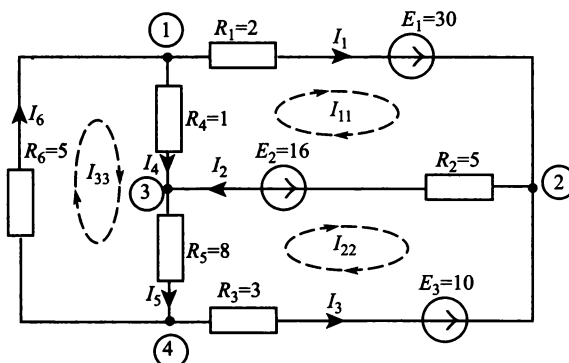 1
R1=2
I1
E1=30
I6
R4=1
I11
R6=5
I33
I4
E2=16
R2=5
3
I2
2
R5=8
I22
I5
R3=3
I3
E3=10
4